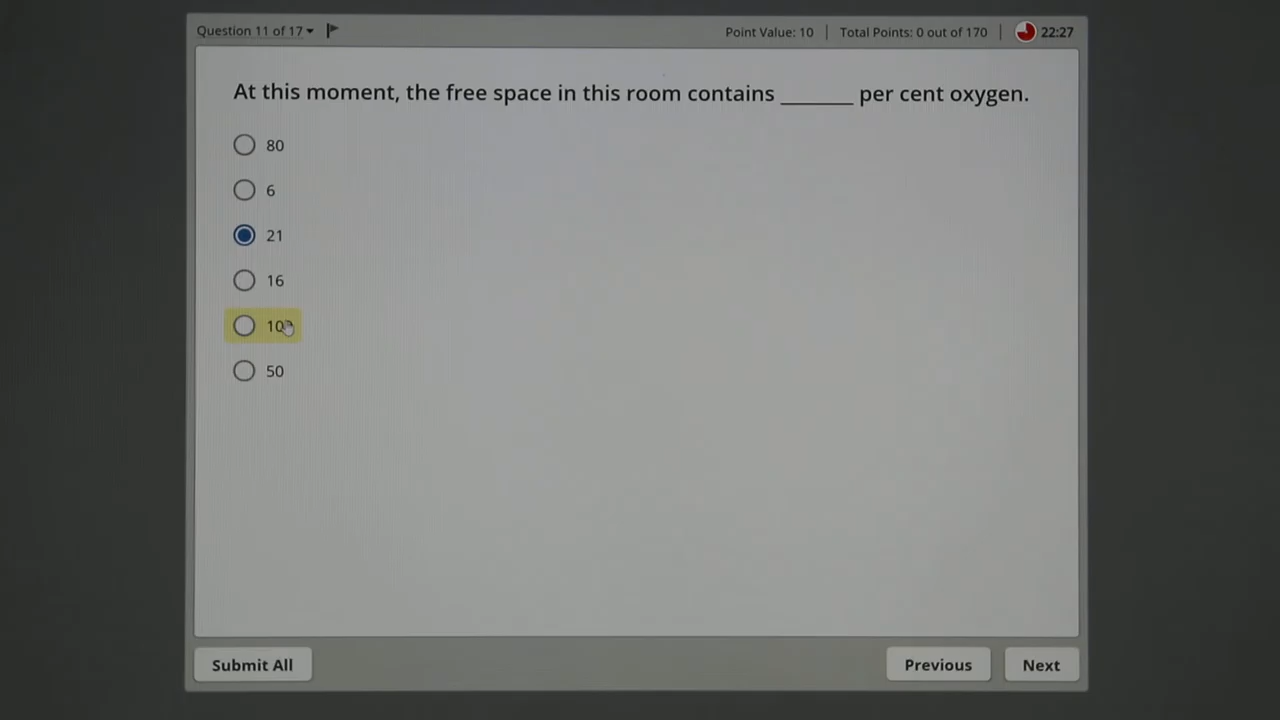 Question 11 of 17
Point Value: 10 | Total Points: 0 out of 170 | 22:27
At this moment, the free space in this room contains _______ per cent oxygen.
80
6
21
16
50
Submit All
Previous
Next